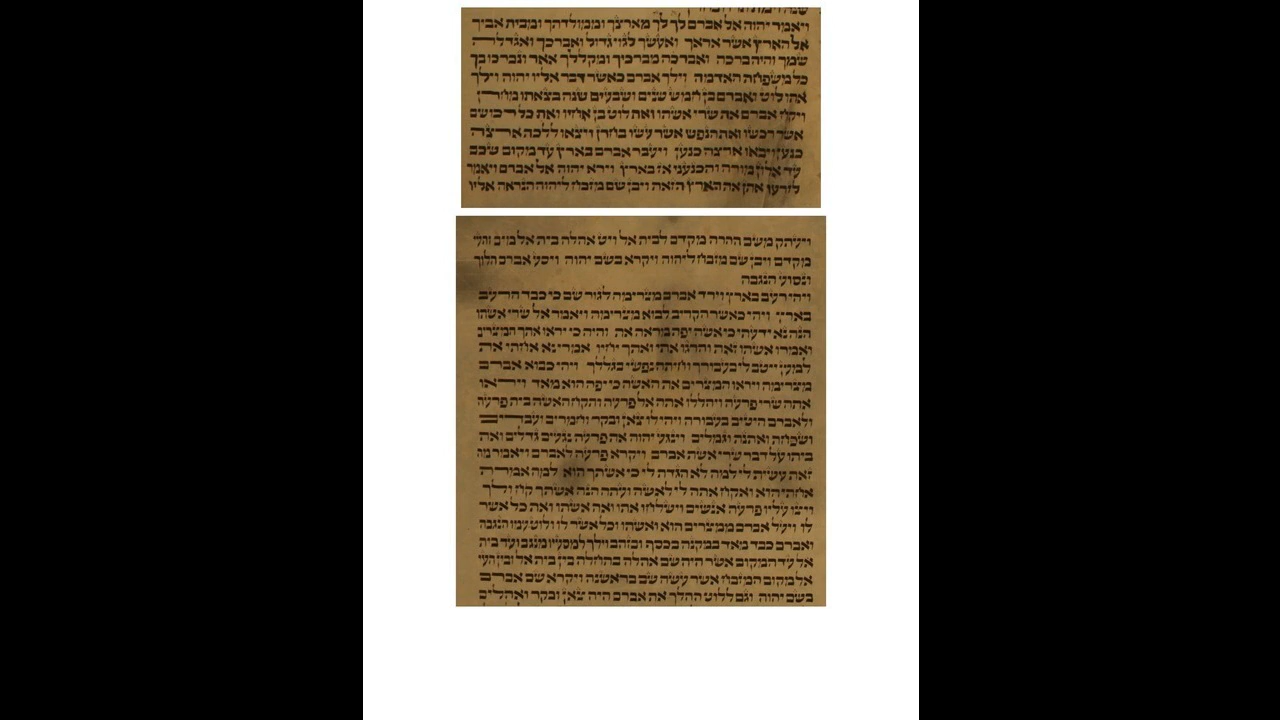 ויאמר יהוה אל אברם לך לך מארצך וממולדתך ומבית אביך
אל הארץ אשר אראך ואעשך לגוי גדול ואברכך ואגדלה
שמך והיה ברכה ואברכה מברכיך ומקללך אאר ונברכו בך
כל משפחת האדמה וילך אברם כאשר דבר אליו יהוה וילך
אתו לוט ואברם בן חמש שנים ושבעים שנה בצאתו מחרן
ויקח אברם את שרי אשתו ואת לוט בן אחיו ואת כל רכושם
אשר רכשו ואת הנפש אשר עשו בחרן ויצאו ללכת ארצה
כנען ויבאו ארצה כנען ויעבר אברם בארץ עד מקום שכם
עד אלון מורה והכנעני אז בארץ וירא יהוה אל אברם ויאמר
לזרעך אתן את הארץ הזאת ויבן שם מזבח ליהוה הנראה אליו
ויעתק משם ההרה מקדם לבית אל ויט אהלה בית אל מים והעי
מקדם ויבן שם מזבח ליהוה ויקרא בשם יהוה ויסע אברם הלוך
ונסוע הנגבה
ויהי רעב בארץ וירד אברם מצרימה לגור שם כי כבד הרעב
בארץ ויהי כאשר הקריב לבוא מצרימה ויאמר אל שרי אשתו
הנה נא ידעתי כי אשה יפת מראה את והיה כי יראו אתך המצרים
ואמרו אשתו זאת והרגו אתי ואתך יחיו אמרי נא אחתי את
למען ייטב לי בעבורך וחיתה נפשי בגללך ויהי כבוא אברם
מצרימה ויראו המצרים את האשה כי יפה הוא מאד ויראו
אתה שרי פרעה ויהללו אתה אל פרעה ותקח האשה בית פרעה
ולאברם היטיב בעבורה ויהי לו צאן ובקר וחמרים ועבדים
ושפחת ואתנת וגמלים וינגע יהוה את פרעה נגעים גדלים ואת
ביתו על דבר שרי אשת אברם ויקרא פרעה לאברם ויאמר מה
זאת עשית לי למה לא הגדת לי כי אשתך הוא למה אמרת
אחתי הוא ואקח אתה לי לאשה ועתה הנה אשתך קח ולך
ויצו עליו פרעה אנשים וישלחו אתו ואת אשתו ואת כל אשר
לו ויעל אברם ממצרים הוא ואשתו וכל אשר לו ולוט עמו הנגבה
ואברם כבד מאד במקנה בכסף ובזהב וילך למסעיו מנגב ועד בית
אל עד המקום אשר היה שם אהלה בתחלה בין בית אל ובין העי
אל מקום המזבח אשר עשה שם בראשנה ויקרא שם אברם
בשם יהוה וגם ללוט ההלך את אברם היה צאן ובקר ואהלים